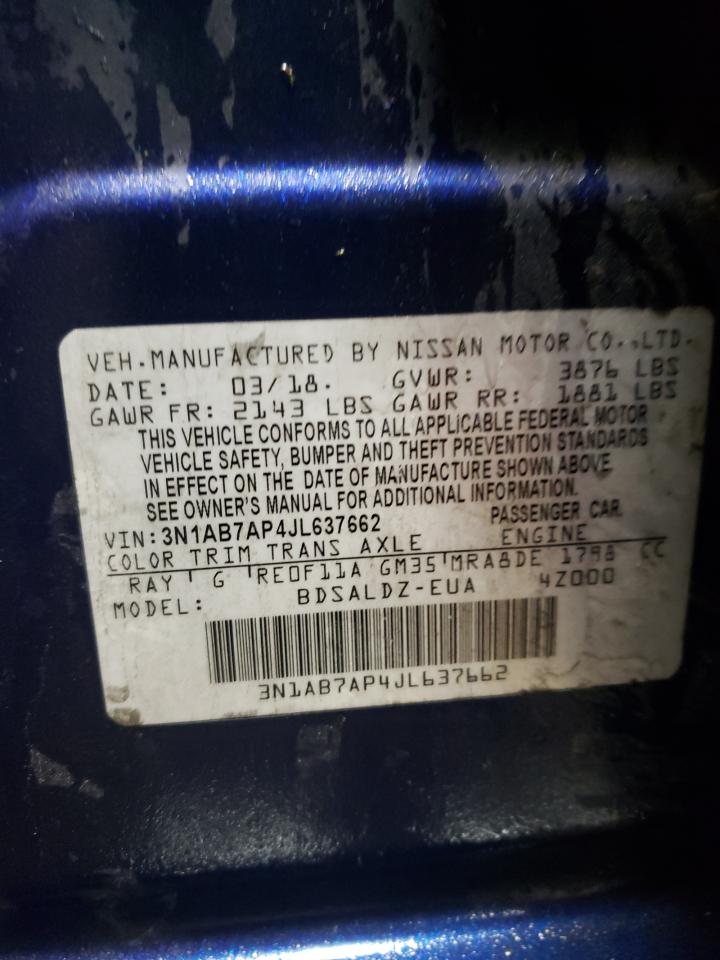 VEH.MANUFACTURED BY NISSAN MOTOR CO.,LTD.
DATE: 03/18. GVWR: 3876 LBS
GAWR FR: 2143 LBS GAWR RR: 1881 LBS
THIS VEHICLE CONFORMS TO ALL APPLICABLE FEDERAL MOTOR
VEHICLE SAFETY, BUMPER AND THEFT PREVENTION STANDARDS
IN EFFECT ON THE DATE OF MANUFACTURE SHOWN ABOVE.
SEE OWNER'S MANUAL FOR ADDITIONAL INFORMATION.
VIN:3N1AB7AP4JL637662 PASSENGER CAR.
COLOR TRIM TRANS AXLE ENGINE
RAY G RE0F11A GM35 MRA8DE 1798 CC
MODEL: BDSALDZ-EUA 4Z000
3N1AB7AP4JL637662